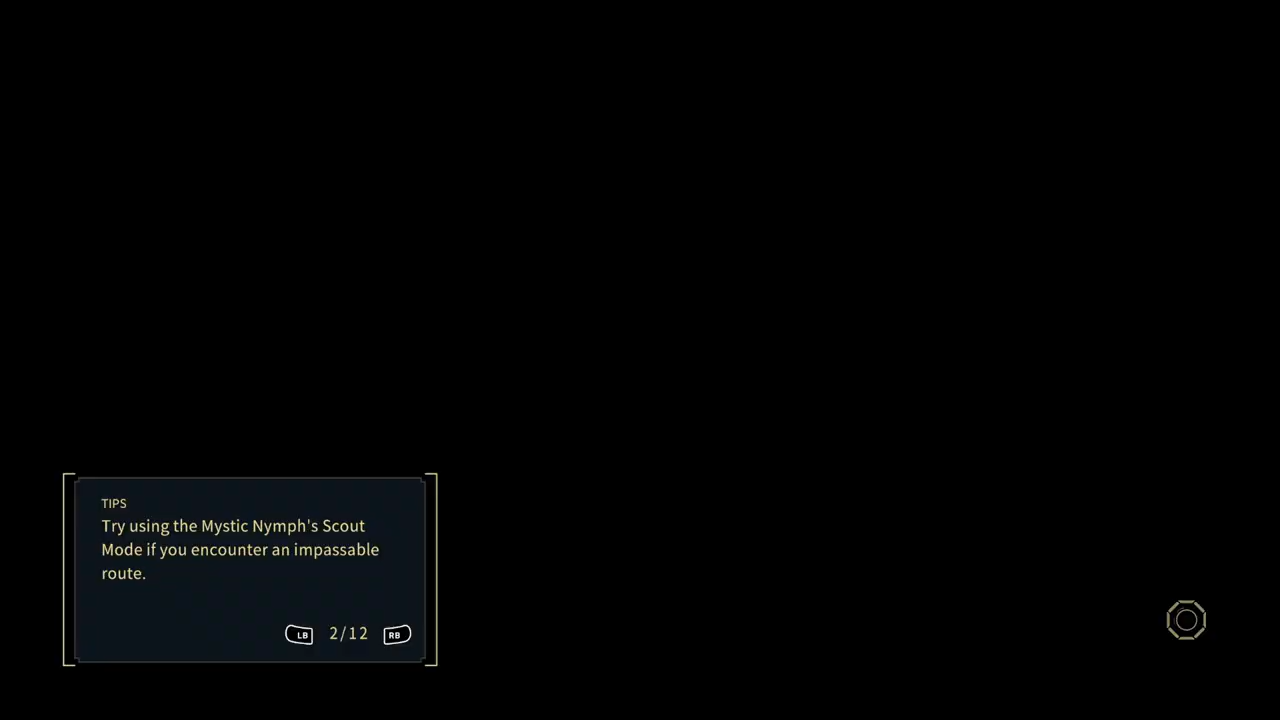 TIPS
Try using the Mystic Nymph's Scout
Mode if you encounter an impassable
route.
LB 2/12 RB